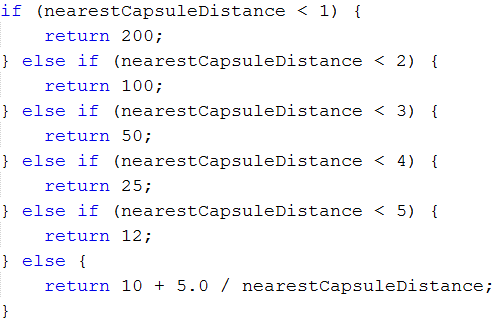 if (nearestCapsuleDistance < 1) {
    return 200;
} else if (nearestCapsuleDistance < 2) {
    return 100;
} else if (nearestCapsuleDistance < 3) {
    return 50;
} else if (nearestCapsuleDistance < 4) {
    return 25;
} else if (nearestCapsuleDistance < 5) {
    return 12;
} else {
    return 10 + 5.0 / nearestCapsuleDistance;
}